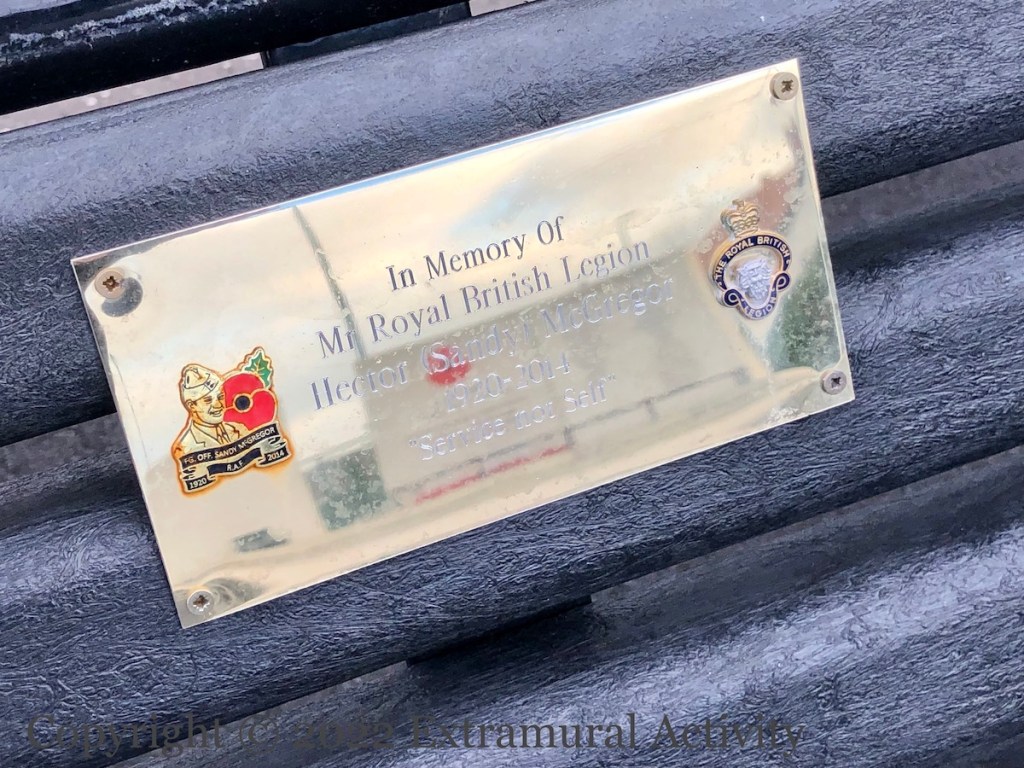 In Memory Of
Mr Royal British Legion
Hector (Sandy) McGregor
1920-2014
"Service not Self"
FG. OFF. SANDY McGREGOR
R.A.F.
1920
2014
THE ROYAL BRITISH
LEGION
Copyright © 2022 Extramural Activity